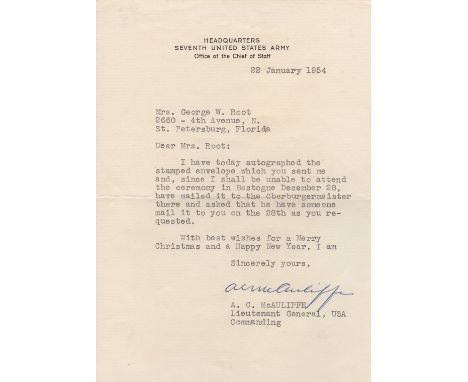 HEADQUARTERS
SEVENTH UNITED STATES ARMY
Office of the Chief of Staff
22 January 1954
Mrs. George W. Root
2660 - 4th Avenue, N.
St. Petersburg, Florida
Dear Mrs. Root:
I have today autographed the
stamped envelope which you sent me
and, since I shall be unable to attend
the ceremony in Bastogne December 28,
have mailed it to the Oberburgermeister
there and asked that he have someone
mail it to you on the 28th as you re-
quested.
With best wishes for a Merry
Christmas and a Happy New Year, I am
Sincerely yours,
ACMcAuliffe
A. C. McAULIFFE
Lieutenant General, USA
Commanding